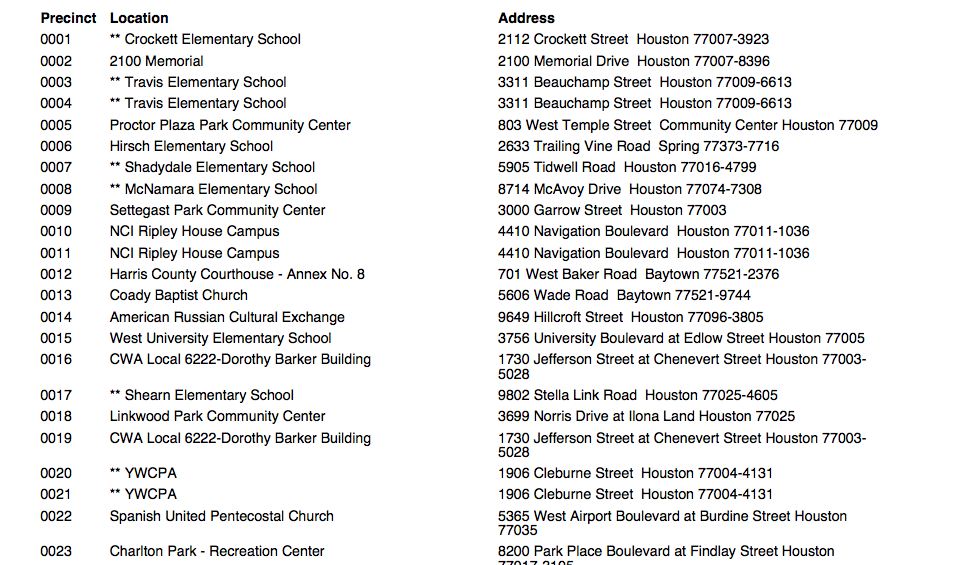 Precinct Location Address
0001 ** Crockett Elementary School 2112 Crockett Street Houston 77007-3923
0002 2100 Memorial 2100 Memorial Drive Houston 77007-8396
0003 ** Travis Elementary School 3311 Beauchamp Street Houston 77009-6613
0004 ** Travis Elementary School 3311 Beauchamp Street Houston 77009-6613
0005 Proctor Plaza Park Community Center 803 West Temple Street Community Center Houston 77009
0006 Hirsch Elementary School 2633 Trailing Vine Road Spring 77373-7716
0007 ** Shadydale Elementary School 5905 Tidwell Road Houston 77016-4799
0008 ** McNamara Elementary School 8714 McAvoy Drive Houston 77074-7308
0009 Settegast Park Community Center 3000 Garrow Street Houston 77003
0010 NCI Ripley House Campus 4410 Navigation Boulevard Houston 77011-1036
0011 NCI Ripley House Campus 4410 Navigation Boulevard Houston 77011-1036
0012 Harris County Courthouse - Annex No. 8 701 West Baker Road Baytown 77521-2376
0013 Coady Baptist Church 5606 Wade Road Baytown 77521-9744
0014 American Russian Cultural Exchange 9649 Hillcroft Street Houston 77096-3805
0015 West University Elementary School 3756 University Boulevard at Edlow Street Houston 77005
0016 CWA Local 6222-Dorothy Barker Building 1730 Jefferson Street at Chenevert Street Houston 77003-
5028
0017 ** Shearn Elementary School 9802 Stella Link Road Houston 77025-4605
0018 Linkwood Park Community Center 3699 Norris Drive at Ilona Land Houston 77025
0019 CWA Local 6222-Dorothy Barker Building 1730 Jefferson Street at Chenevert Street Houston 77003-
5028
0020 ** YWCPA 1906 Cleburne Street Houston 77004-4131
0021 ** YWCPA 1906 Cleburne Street Houston 77004-4131
0022 Spanish United Pentecostal Church 5365 West Airport Boulevard at Burdine Street Houston
77035
0023 Charlton Park - Recreation Center 8200 Park Place Boulevard at Findlay Street Houston